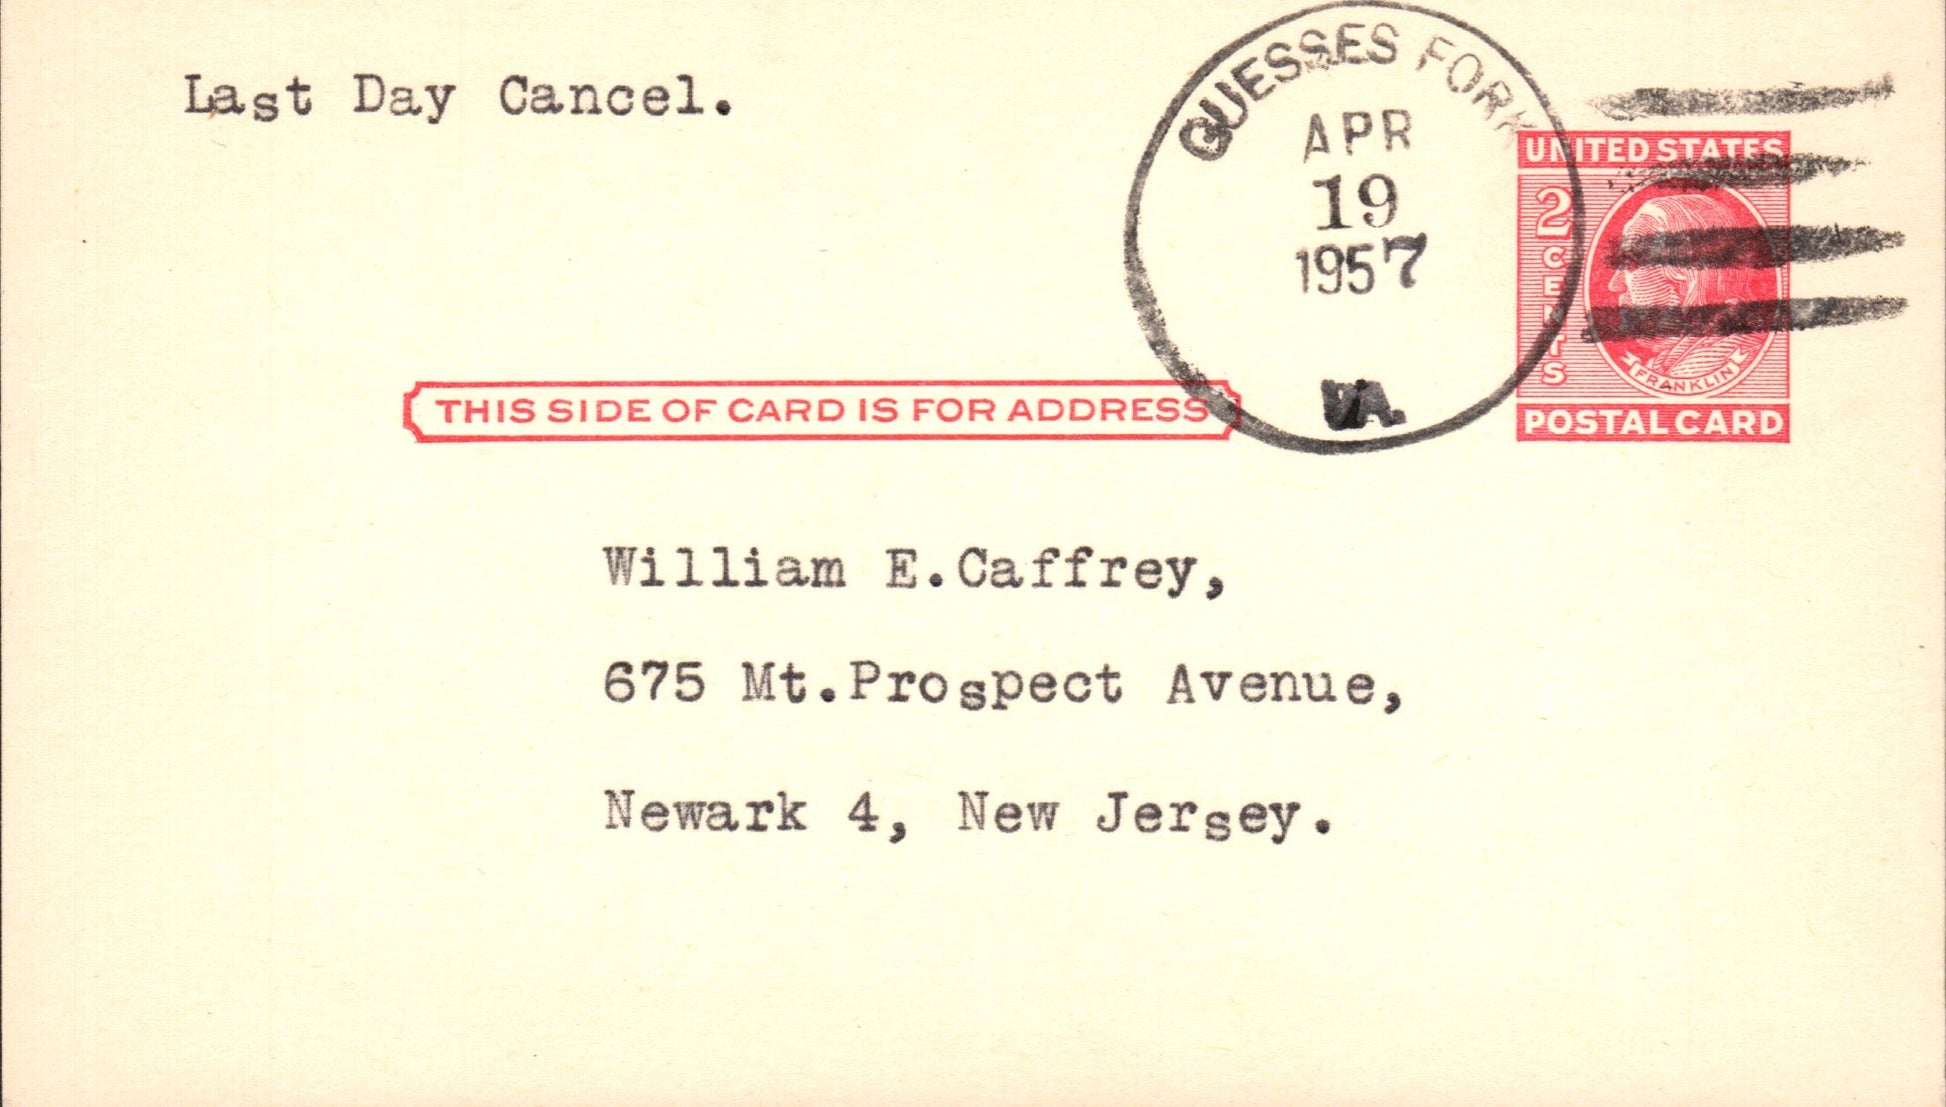 Last Day Cancel.
GUESSES FORK
APR
19
1957
VA.
UNITED STATES
2
CENTS
FRANKLIN
POSTAL CARD
THIS SIDE OF CARD IS FOR ADDRESS
William E.Caffrey,
675 Mt.Prospect Avenue,
Newark 4, New Jersey.